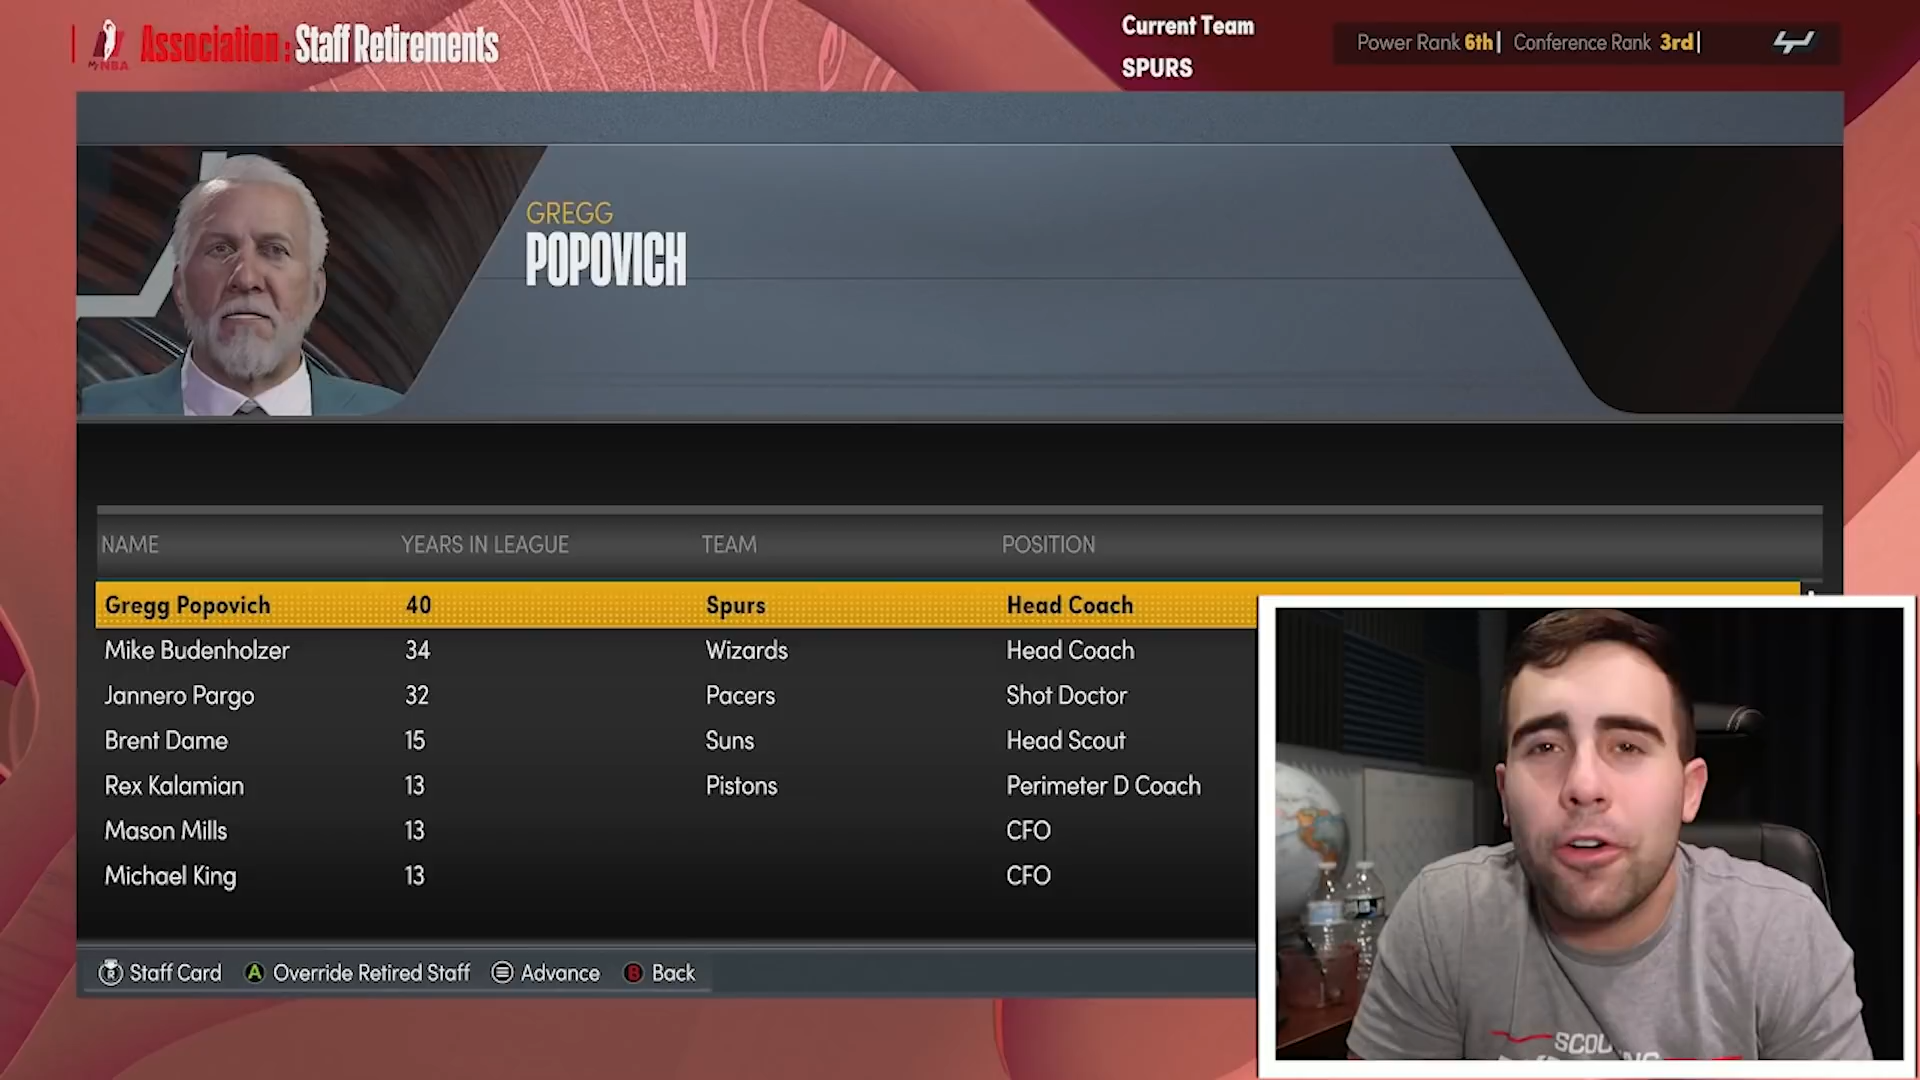 MyNBA
Association: Staff Retirements
Current Team
SPURS
Power Rank 6th| Conference Rank 3rd|
GREGG
POPOVICH
NAME YEARS IN LEAGUE TEAM POSITION
Gregg Popovich 40 Spurs Head Coach
Mike Budenholzer 34 Wizards Head Coach
Jannero Pargo 32 Pacers Shot Doctor
Brent Dame 15 Suns Head Scout
Rex Kalamian 13 Pistons Perimeter D Coach
Mason Mills 13 CFO
Michael King 13 CFO
R Staff Card A Override Retired Staff Advance B Back